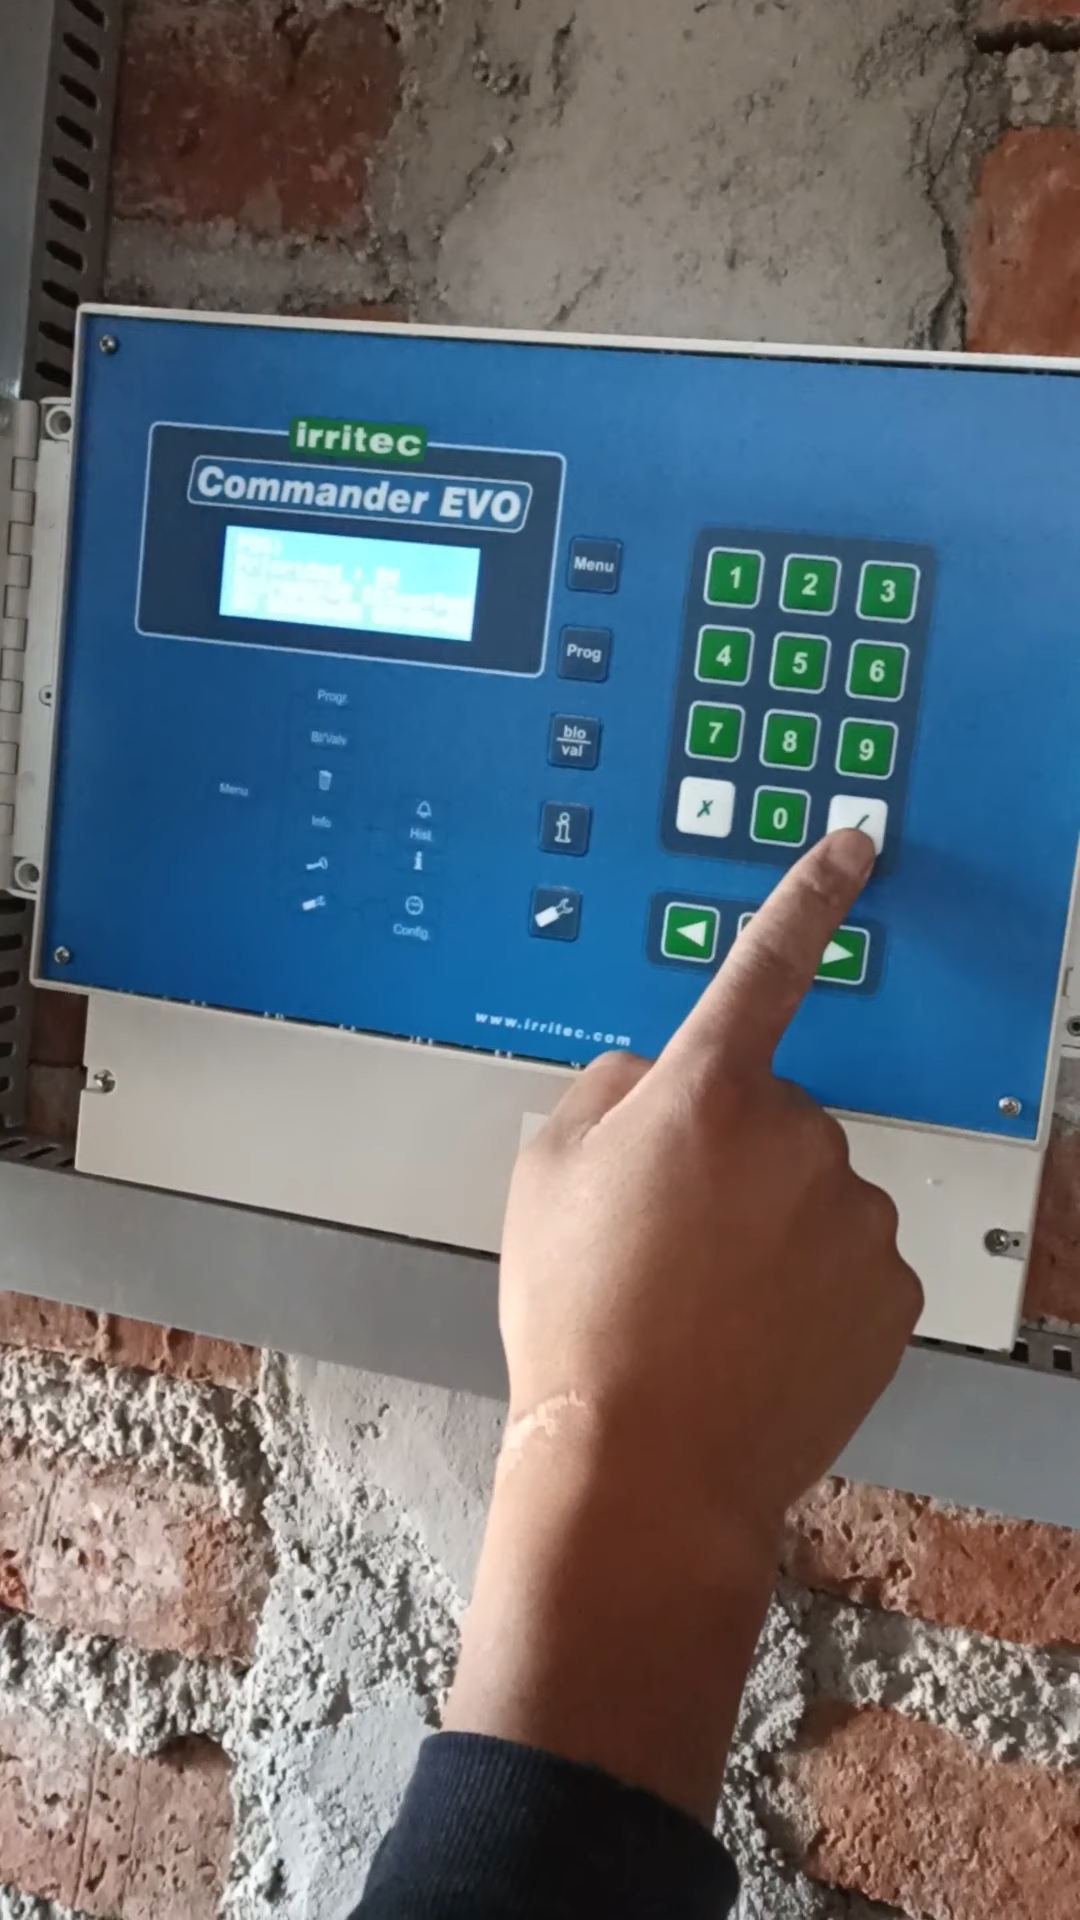 irritec
Commander EVO
Menu
Prog
blo
val
1 2 3
4 5 6
7 8 9
X 0 ✓
Progr.
Bl/Valv
Menu
Info
Hist.
Config.
www.irritec.com